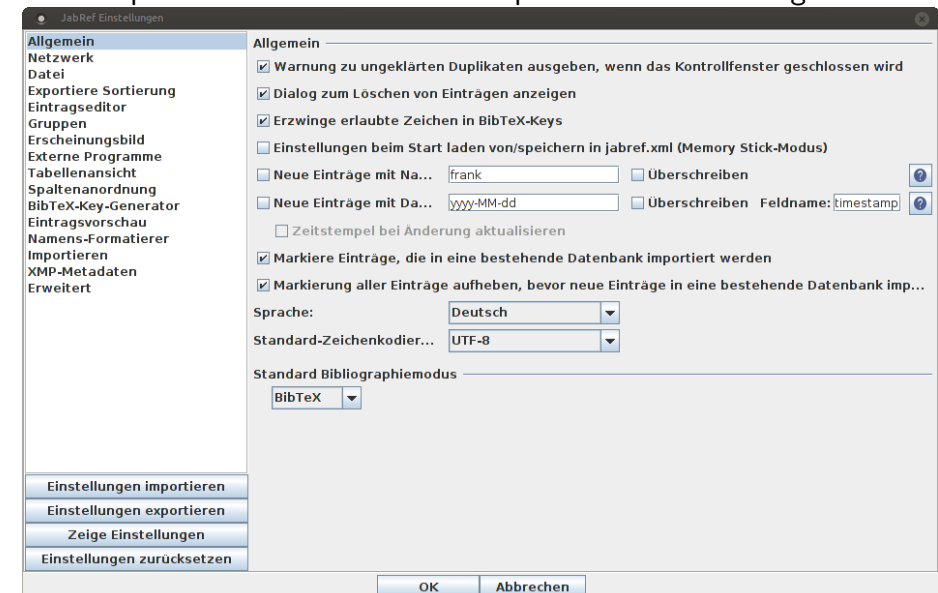 JabRef Einstellungen
Allgemein
Netzwerk
Datei
Exportiere Sortierung
Eintragseditor
Gruppen
Erscheinungsbild
Externe Programme
Tabellenansicht
Spaltenanordnung
BibTeX-Key-Generator
Eintragsvorschau
Namens-Formatierer
Importieren
XMP-Metadaten
Erweitert
Einstellungen importieren
Einstellungen exportieren
Zeige Einstellungen
Einstellungen zurücksetzen
Allgemein
Warnung zu ungeklärten Duplikaten ausgeben, wenn das Kontrollfenster geschlossen wird
Dialog zum Löschen von Einträgen anzeigen
Erzwinge erlaubte Zeichen in BibTeX-Keys
Einstellungen beim Start laden von/speichern in jabref.xml (Memory Stick-Modus)
Neue Einträge mit Na... frank Überschreiben ?
Neue Einträge mit Da... yyyy-MM-dd Überschreiben Feldname: timestamp ?
Zeitstempel bei Änderung aktualisieren
Markiere Einträge, die in eine bestehende Datenbank importiert werden
Markierung aller Einträge aufheben, bevor neue Einträge in eine bestehende Datenbank imp...
Sprache: Deutsch
Standard-Zeichenkodier... UTF-8
Standard Bibliographiemodus
BibTeX
OK Abbrechen